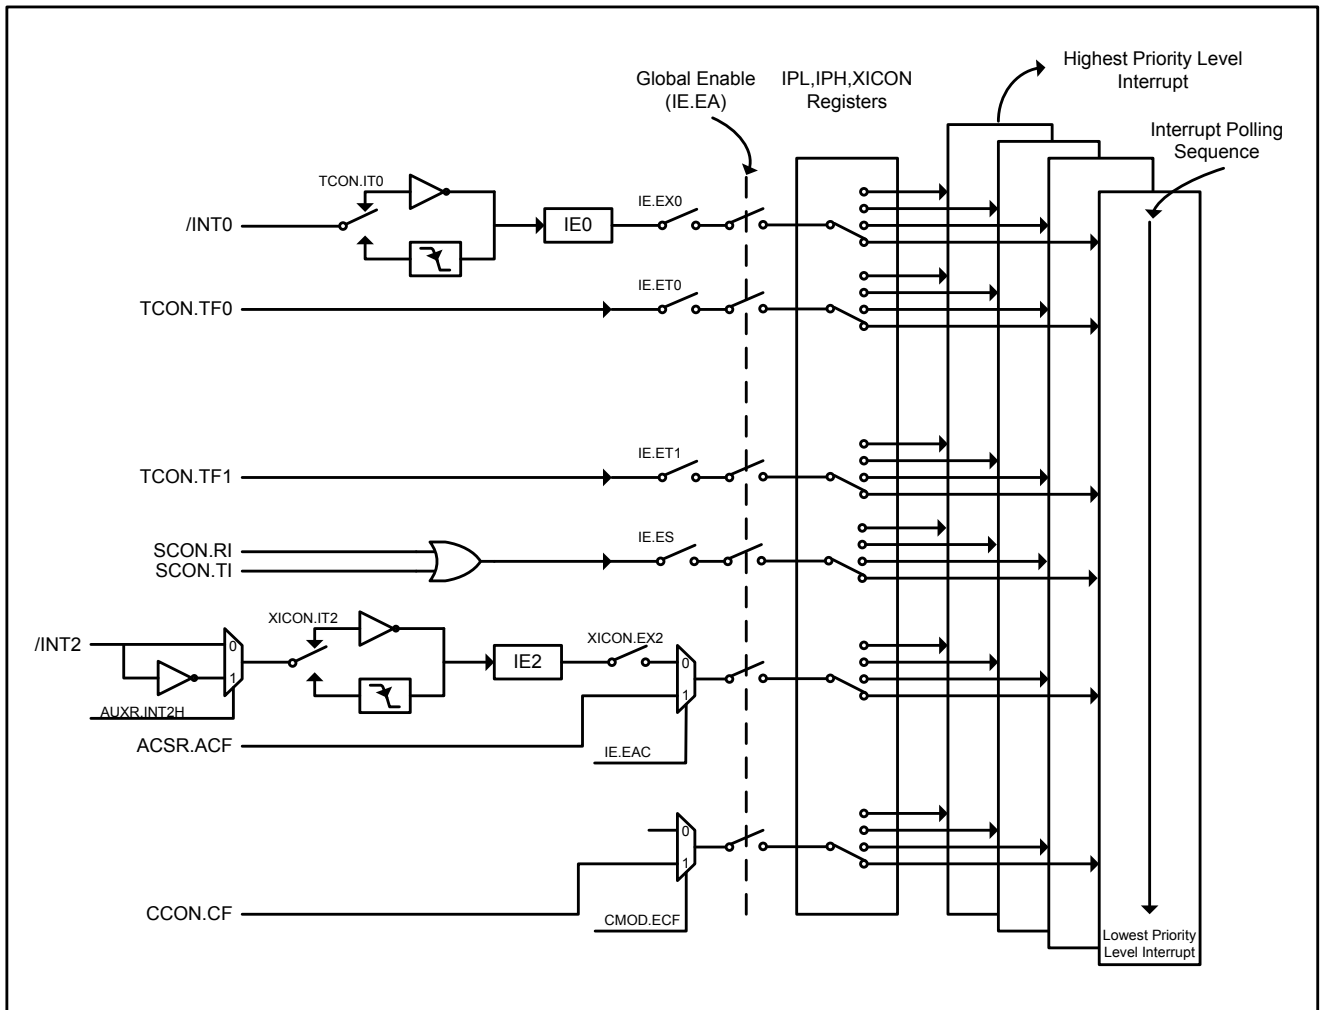 Highest Priority Level
Interrupt
Global Enable
(IE.EA)
IPL,IPH,XICON
Registers
Interrupt Polling
Sequence
TCON.IT0
/INT0
IE0
IE.EX0
TCON.TF0
IE.ET0
TCON.TF1
IE.ET1
SCON.RI
SCON.TI
IE.ES
/INT2
0
1
AUXR.INT2H
XICON.IT2
IE2
XICON.EX2
0
1
ACSR.ACF
IE.EAC
0
1
CCON.CF
CMOD.ECF
Lowest Priority
Level Interrupt